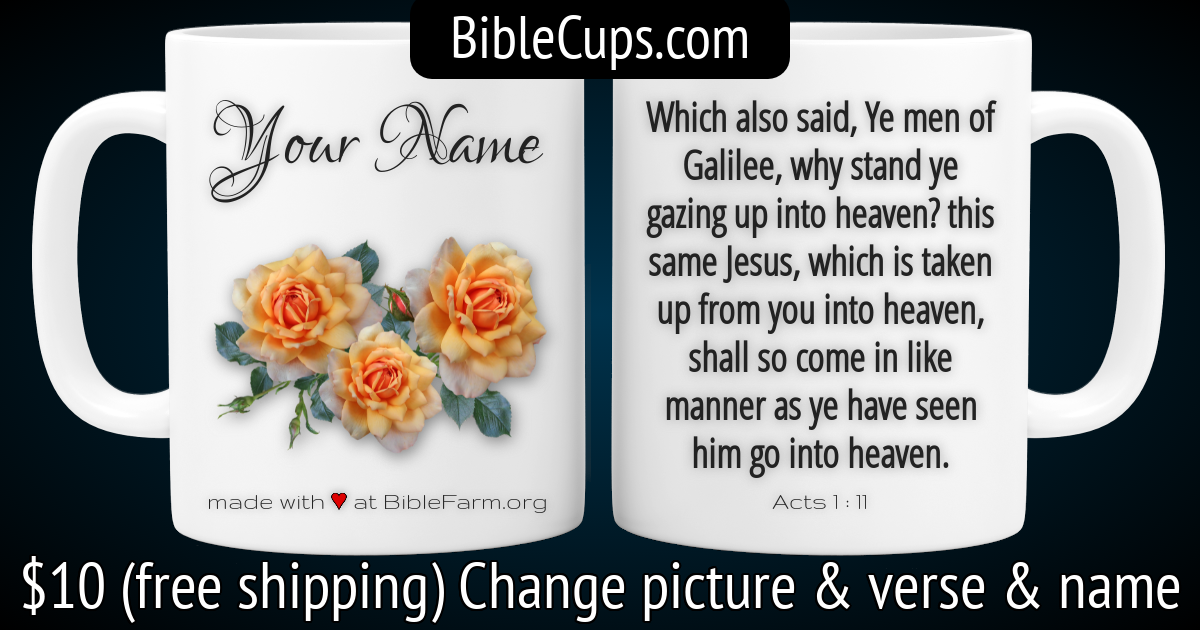 BibleCups.com
Your Name
made with ♥ at BibleFarm.org
Which also said, Ye men of
Galilee, why stand ye
gazing up into heaven? this
same Jesus, which is taken
up from you into heaven,
shall so come in like
manner as ye have seen
him go into heaven.
Acts 1 : 11
$10 (free shipping) Change picture & verse & name